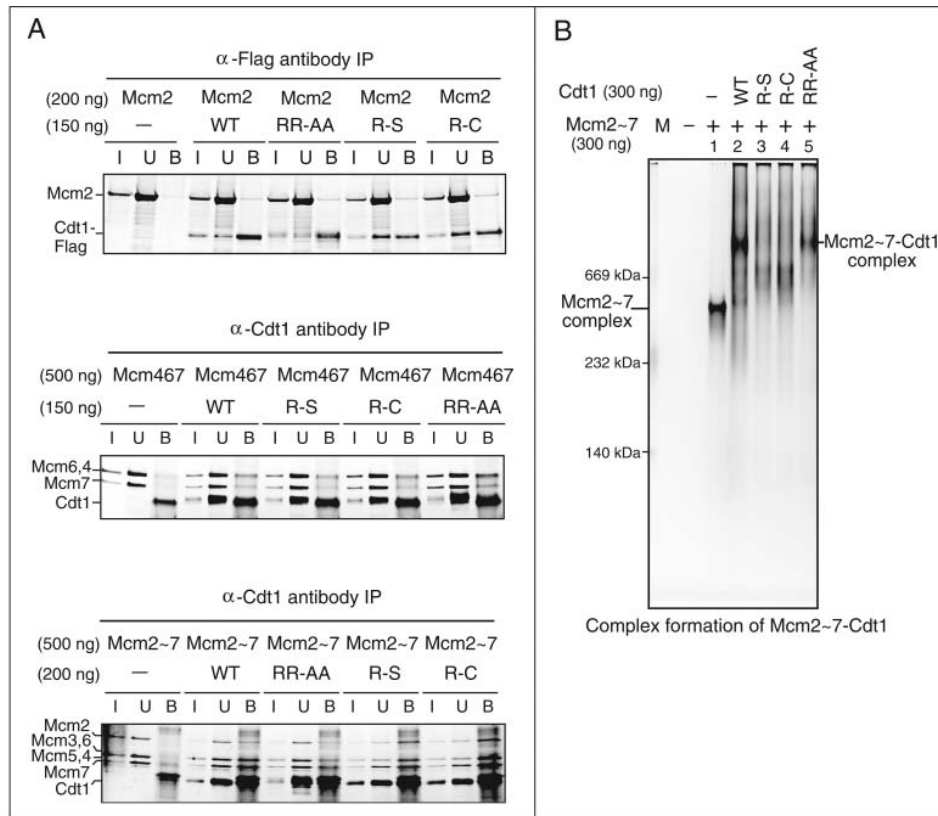 A
α-Flag antibody IP
(200 ng) Mcm2 Mcm2 Mcm2 Mcm2 Mcm2
(150 ng) — WT RR-AA R-S R-C
I U B I U B I U B I U B I U B
Mcm2
Cdt1-
Flag
α-Cdt1 antibody IP
(500 ng) Mcm467 Mcm467 Mcm467 Mcm467 Mcm467
(150 ng) — WT R-S R-C RR-AA
I U B I U B I U B I U B I U B
Mcm6,4
Mcm7
Cdt1
α-Cdt1 antibody IP
(500 ng) Mcm2~7 Mcm2~7 Mcm2~7 Mcm2~7 Mcm2~7
(200 ng) — WT RR-AA R-S R-C
I U B I U B I U B I U B I U B
Mcm2
Mcm3,6
Mcm5,4
Mcm7
Cdt1
B
Cdt1 (300 ng) – WT R-S R-C RR-AA
Mcm2~7 M – + + + + +
(300 ng) 1 2 3 4 5
Mcm2~7-Cdt1
complex
669 kDa
Mcm2~7
complex
232 kDa
140 kDa
Complex formation of Mcm2~7-Cdt1